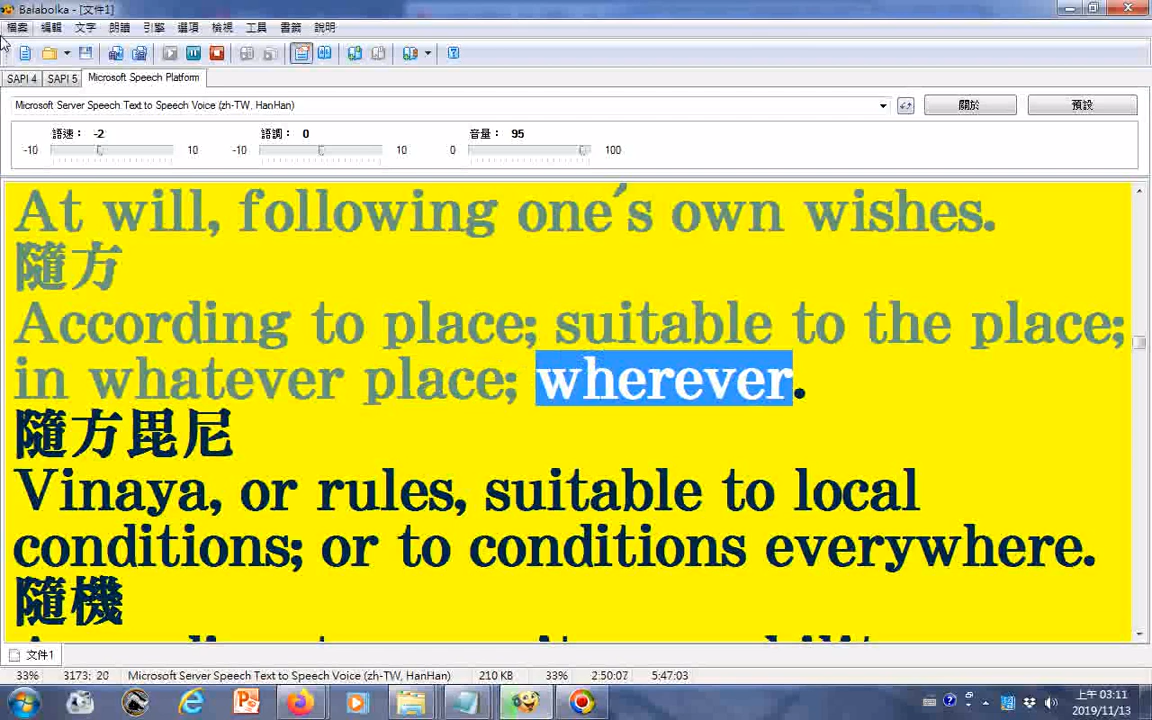 Balabolka - [文件1]
檔案 編輯 文字 朗讀 引擎 選項 檢視 工具 書籤 說明
SAPI 4 SAPI 5 Microsoft Speech Platform
Microsoft Server Speech Text to Speech Voice (zh-TW, HanHan) 關於 預設
語速： -2 語調： 0 音量： 95
-10 10 -10 10 0 100
At will, following one's own wishes.
隨方
According to place; suitable to the place;
in whatever place; wherever.
隨方毘尼
Vinaya, or rules, suitable to local
conditions; or to conditions everywhere.
隨機
文件1
33% 3173: 20 Microsoft Server Speech Text to Speech Voice (zh-TW, HanHan) 210 KB 33% 2:50:07 5:47:03
上午 03:11
2019/11/13